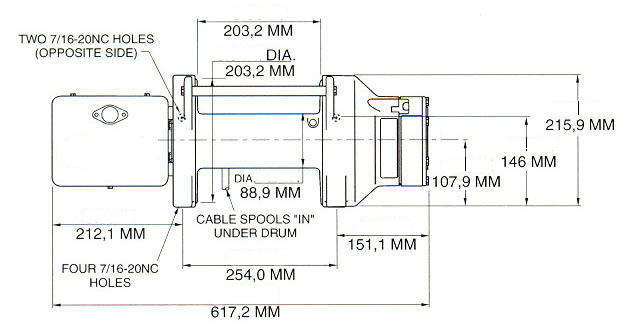 203,2 MM
TWO 7/16-20NC HOLES
(OPPOSITE SIDE)
DIA.
203,2 MM
215,9 MM
146 MM
107,9 MM
DIA.
88,9 MM
CABLE SPOOLS "IN"
UNDER DRUM
212,1 MM
151,1 MM
FOUR 7/16-20NC
HOLES
254,0 MM
617,2 MM